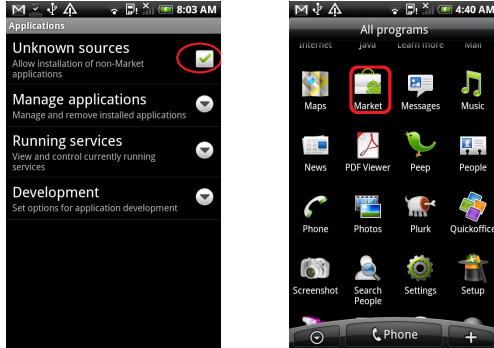 8:03 AM
Applications
Unknown sources
Allow installation of non-Market
applications
Manage applications
Manage and remove installed applications
Running services
View and control currently running
services
Development
Set options for application development
4:40 AM
All programs
Internet Java Learn more Mail
Maps Market Messages Music
News PDF Viewer Peep People
Phone Photos Plurk Quickoffice
Screenshot Search Settings Setup
People
Phone